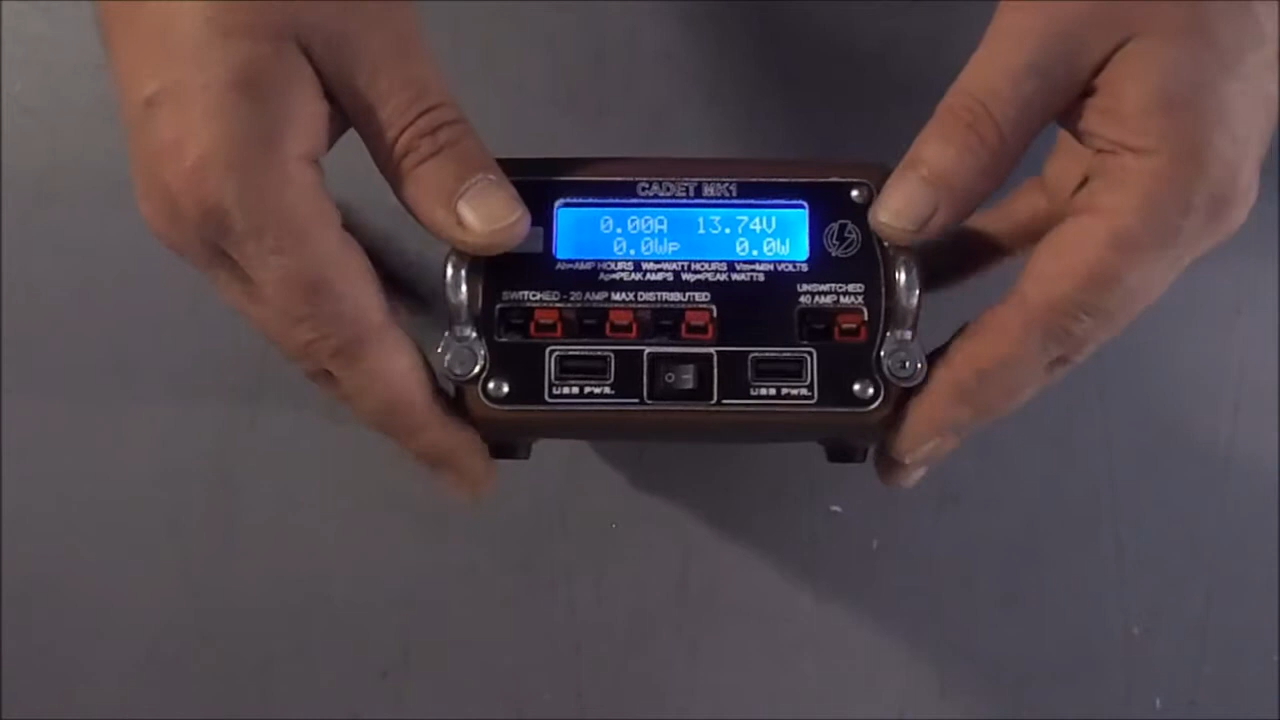 CADET MK1
0.00A 13.74V
0.0Wp 0.0W
Ah=AMP HOURS Wh=WATT HOURS Vm=MIN VOLTS
Ap=PEAK AMPS Wp=PEAK WATTS
SWITCHED - 20 AMP MAX DISTRIBUTED
UNSWITCHED
40 AMP MAX
USB PWR.
USB PWR.